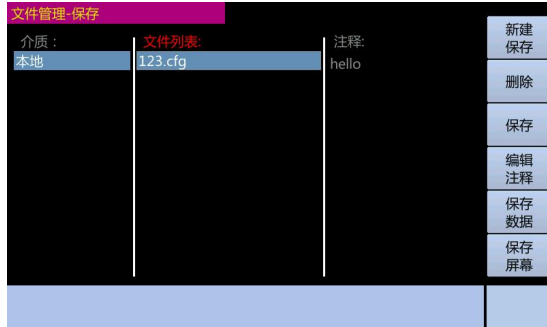 文件管理-保存
介质：
文件列表:
注释:
本地
123.cfg
hello
新建
保存
删除
保存
编辑
注释
保存
数据
保存
屏幕